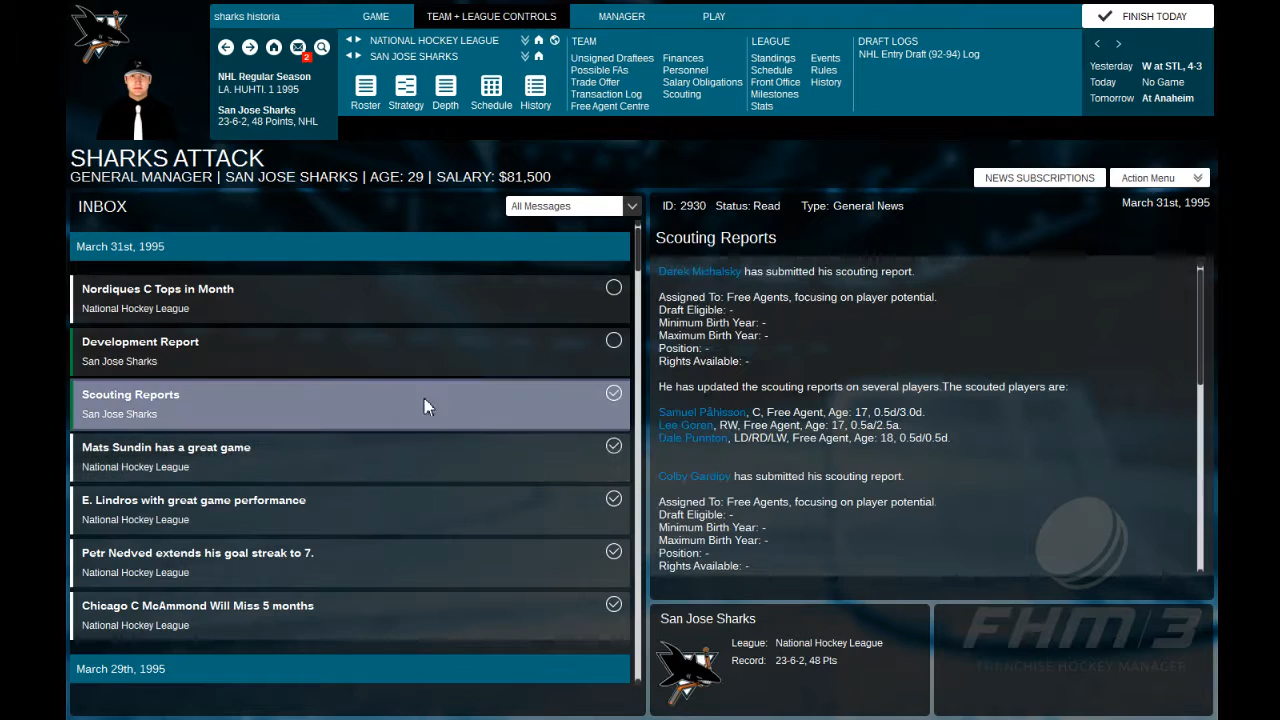 sharks historia
GAME
TEAM + LEAGUE CONTROLS
MANAGER
PLAY
FINISH TODAY
2
NHL Regular Season
LA. HUHTI. 1 1995
San Jose Sharks
23-6-2, 48 Points, NHL
NATIONAL HOCKEY LEAGUE
SAN JOSE SHARKS
Roster
Strategy
Depth
Schedule
History
TEAM
Unsigned Draftees
Finances
Possible FAs
Personnel
Trade Offer
Salary Obligations
Transaction Log
Scouting
Free Agent Centre
LEAGUE
Standings
Events
Schedule
Rules
Front Office
History
Milestones
Stats
DRAFT LOGS
NHL Entry Draft (92-94) Log
Yesterday W at STL, 4-3
Today No Game
Tomorrow At Anaheim
SHARKS ATTACK
GENERAL MANAGER | SAN JOSE SHARKS | AGE: 29 | SALARY: $81,500
NEWS SUBSCRIPTIONS
Action Menu
INBOX
All Messages
March 31st, 1995
Nordiques C Tops in Month
National Hockey League
Development Report
San Jose Sharks
Scouting Reports
San Jose Sharks
Mats Sundin has a great game
National Hockey League
E. Lindros with great game performance
National Hockey League
Petr Nedved extends his goal streak to 7.
National Hockey League
Chicago C McAmmond Will Miss 5 months
National Hockey League
March 29th, 1995
ID: 2930 Status: Read Type: General News
March 31st, 1995
Scouting Reports
Derek Michalsky has submitted his scouting report.
Assigned To: Free Agents, focusing on player potential.
Draft Eligible: -
Minimum Birth Year: -
Maximum Birth Year: -
Position: -
Rights Available: -
He has updated the scouting reports on several players.The scouted players are:
Samuel Påhlsson, C, Free Agent, Age: 17, 0.5d/3.0d.
Lee Goren, RW, Free Agent, Age: 17, 0.5a/2.5a.
Dale Purinton, LD/RD/LW, Free Agent, Age: 18, 0.5d/0.5d.
Colby Gardipy has submitted his scouting report.
Assigned To: Free Agents, focusing on player potential.
Draft Eligible: -
Minimum Birth Year: -
Maximum Birth Year: -
Position: -
Rights Available: -
San Jose Sharks
League: National Hockey League
Record: 23-6-2, 48 Pts
FHM/3
FRANCHISE HOCKEY MANAGER